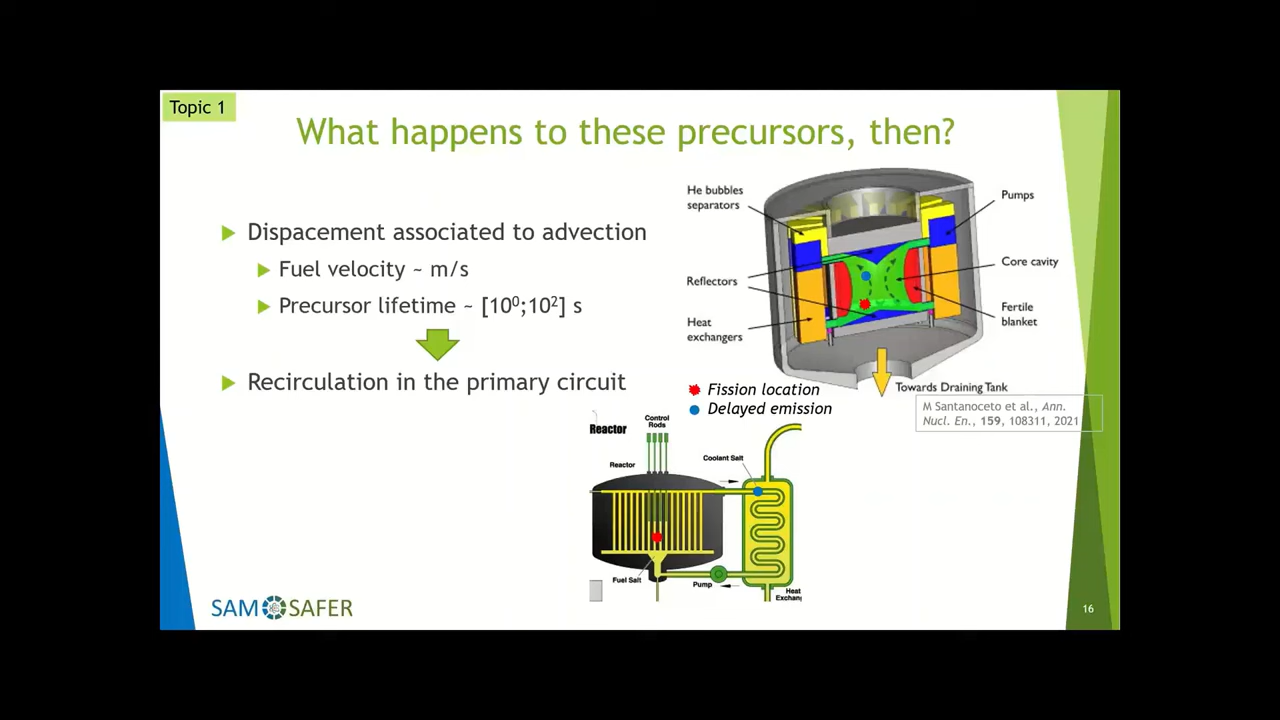 Topic 1
What happens to these precursors, then?
Dispacement associated to advection
Fuel velocity ~ m/s
Precursor lifetime ~ [10⁰;10²] s
Recirculation in the primary circuit
He bubbles
separators
Pumps
Reflectors
Core cavity
Heat
exchangers
Fertile
blanket
Towards Draining Tank
Fission location
Delayed emission
M Santanoceto et al., Ann.
Nucl. En., 159, 108311, 2021
Reactor
Control
Rods
Reactor
Coolant Salt
Fuel Salt
Pump
Heat
Exchang
SAMOSAFER
16